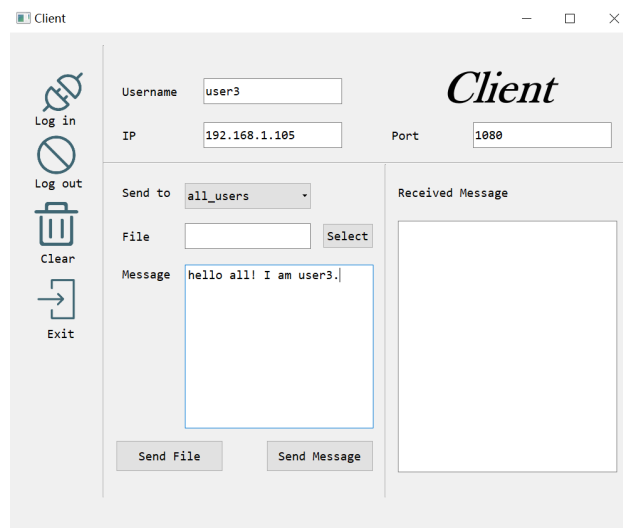 Client
Log in
Log out
Clear
Exit
Username user3
Client
IP 192.168.1.105 Port 1080
Send to all_users
File Select
Message hello all! I am user3.
Send File Send Message
Received Message